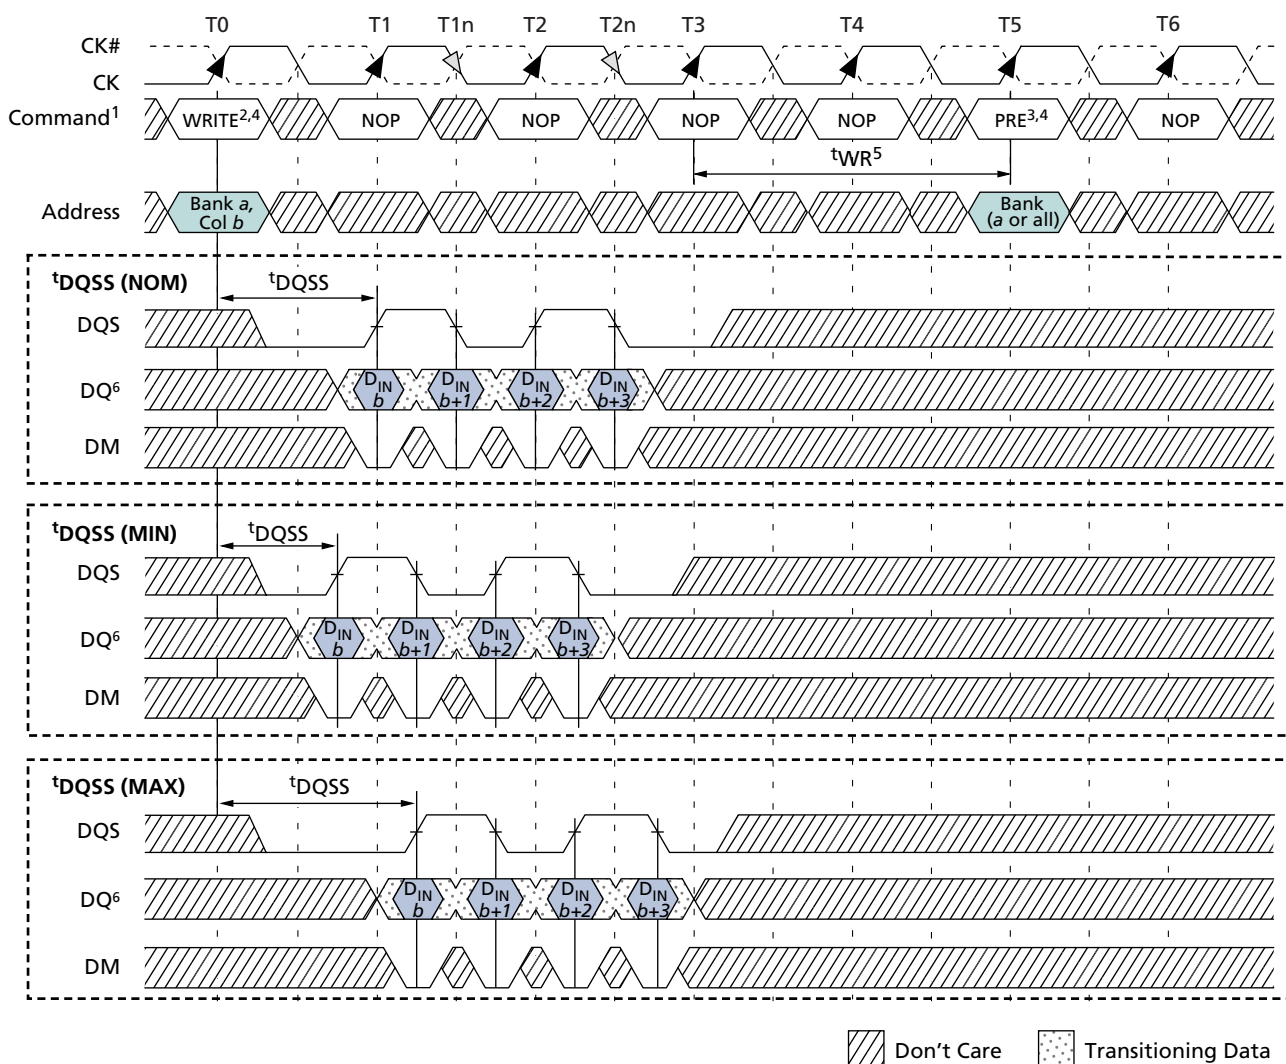 T0 T1 T1n T2 T2n T3 T4 T5 T6
CK#
CK
Command1 WRITE2,4 NOP NOP NOP NOP PRE3,4 NOP
tWR5
Address Bank a, Col b Bank (a or all)
tDQSS (NOM) tDQSS
DQS
DQ6 DIN b DIN b+1 DIN b+2 DIN b+3
DM
tDQSS (MIN) tDQSS
DQS
DQ6 DIN b DIN b+1 DIN b+2 DIN b+3
DM
tDQSS (MAX) tDQSS
DQS
DQ6 DIN b DIN b+1 DIN b+2 DIN b+3
DM
Don't Care Transitioning Data